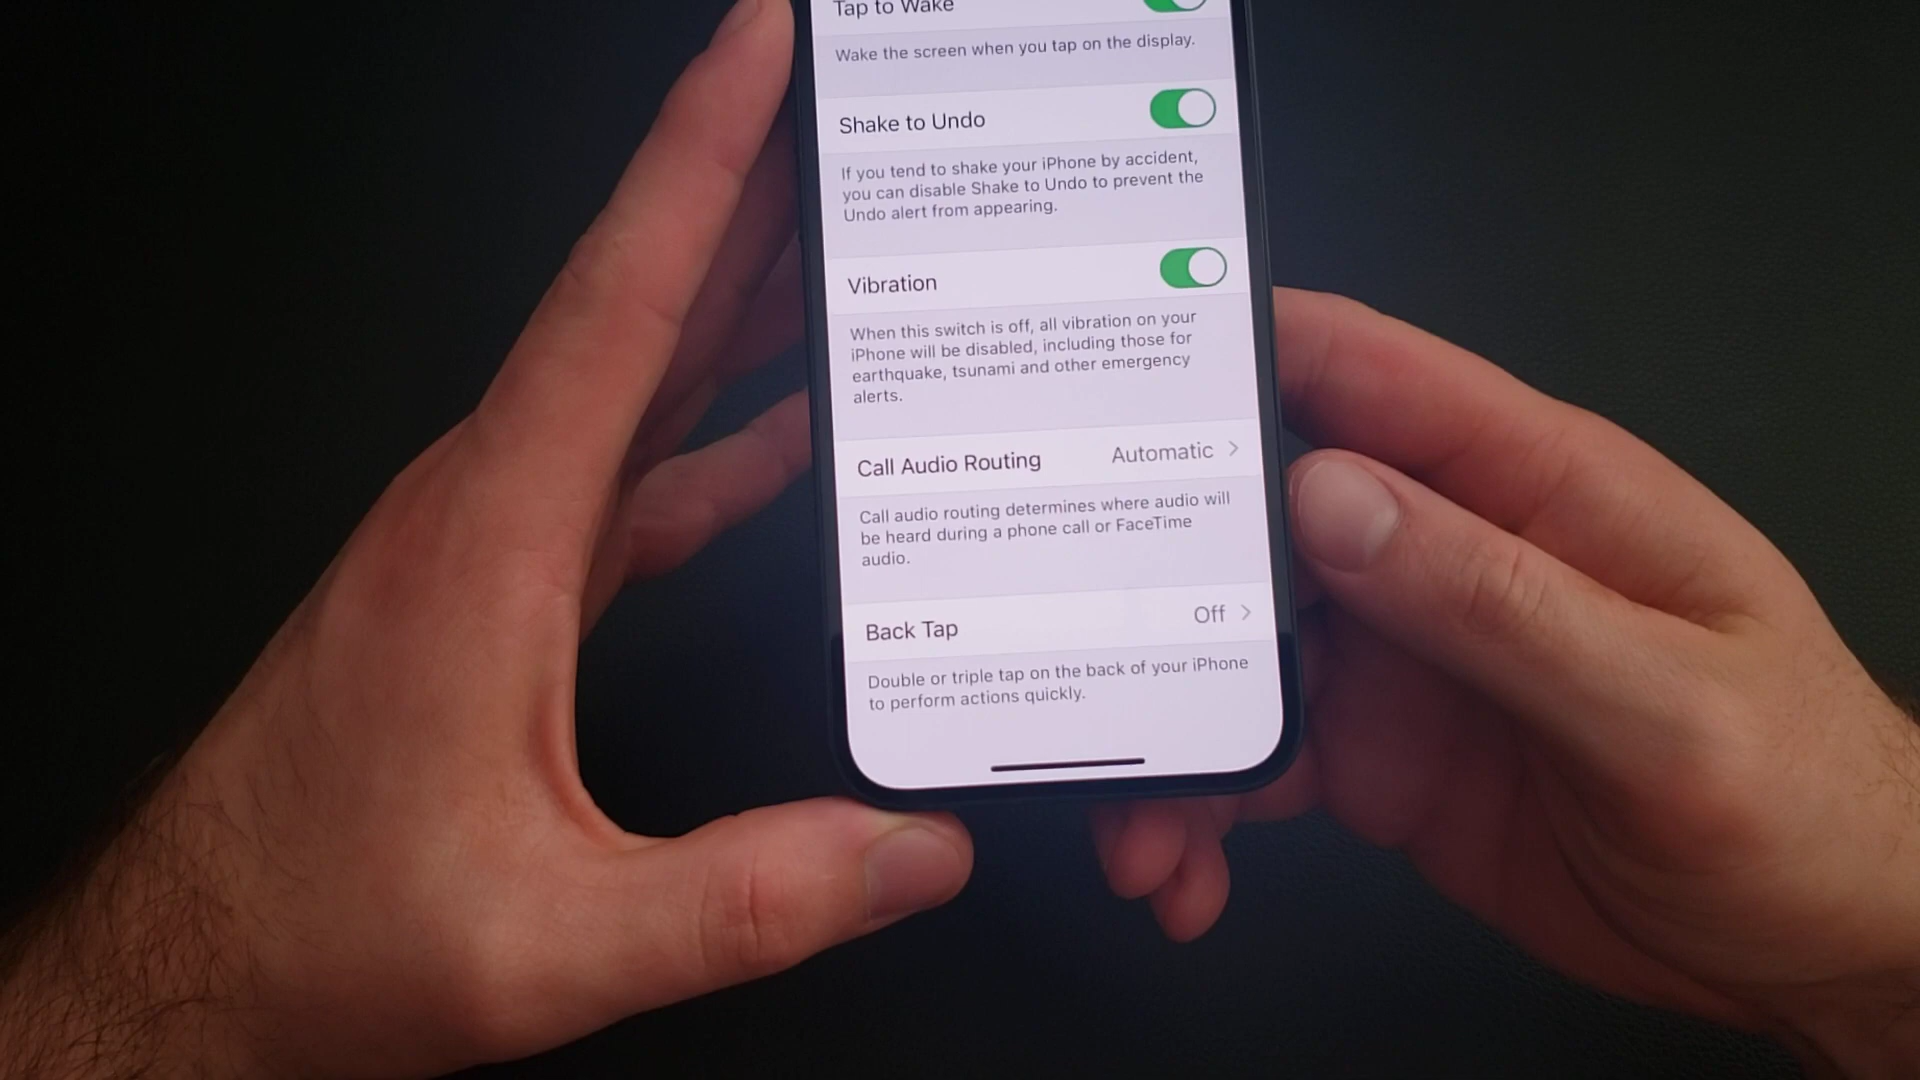 Tap to Wake
Wake the screen when you tap on the display.
Shake to Undo
If you tend to shake your iPhone by accident,
you can disable Shake to Undo to prevent the
Undo alert from appearing.
Vibration
When this switch is off, all vibration on your
iPhone will be disabled, including those for
earthquake, tsunami and other emergency
alerts.
Call Audio Routing Automatic
Call audio routing determines where audio will
be heard during a phone call or FaceTime
audio.
Back Tap Off
Double or triple tap on the back of your iPhone
to perform actions quickly.